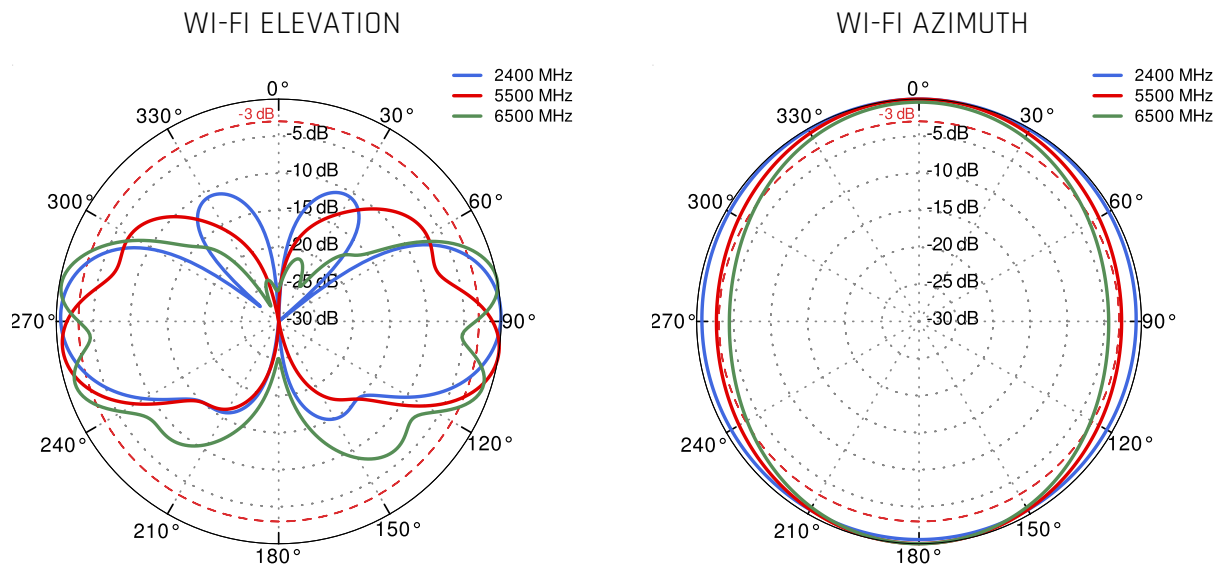 WI-FI ELEVATION
2400 MHz
5500 MHz
6500 MHz
0°
-3 dB
330°
30°
-5 dB
-10 dB
300°
60°
-15 dB
-20 dB
-25 dB
270°
-30 dB
90°
240°
120°
210°
150°
180°
WI-FI AZIMUTH
2400 MHz
5500 MHz
6500 MHz
0°
-3 dB
330°
30°
-5 dB
-10 dB
300°
60°
-15 dB
-20 dB
-25 dB
270°
-30 dB
90°
240°
120°
210°
150°
180°